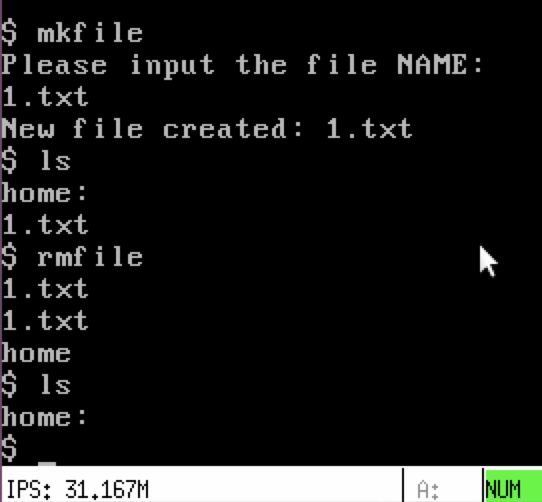 $ mkfile
Please input the file NAME:
1.txt
New file created: 1.txt
$ ls
home:
1.txt
$ rmfile
1.txt
1.txt
home
$ ls
home:
$ _
IPS: 31.167M A: NUM